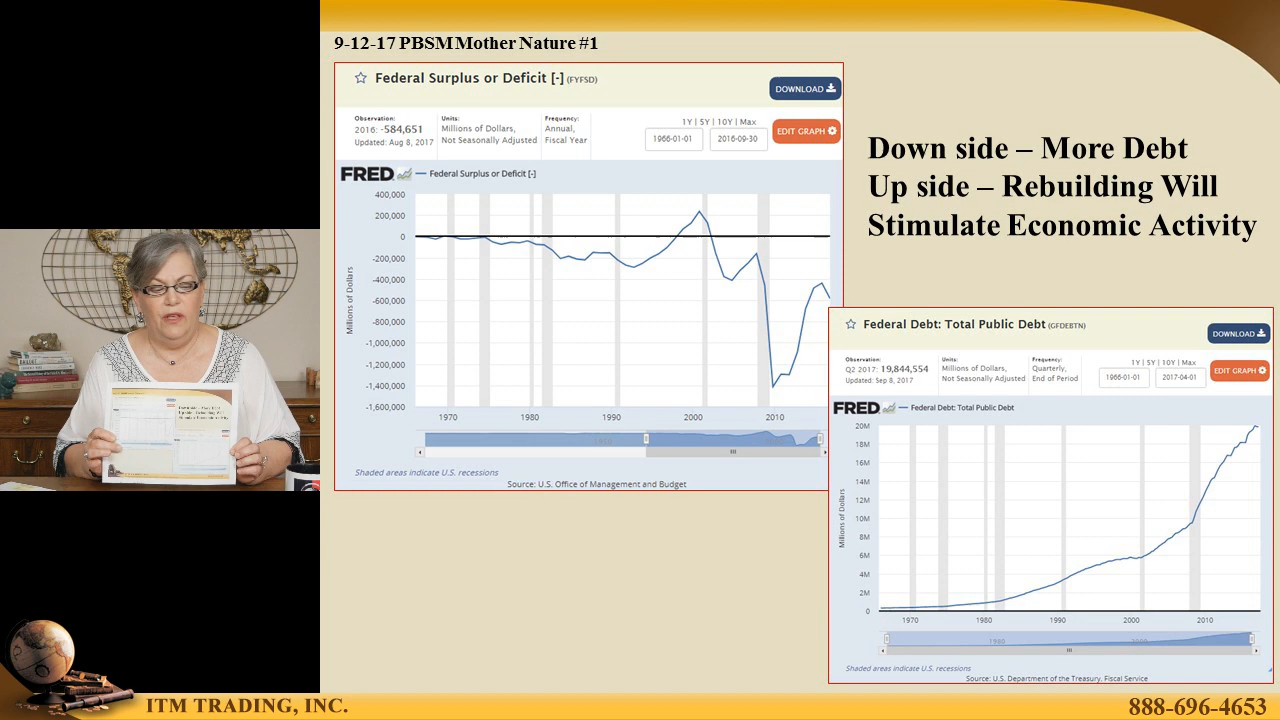 9-12-17 PBSM Mother Nature #1
Federal Surplus or Deficit [-] (FYFSD)
DOWNLOAD
Observation:
2016: -584,651
Updated: Aug 8, 2017
Units:
Millions of Dollars,
Not Seasonally Adjusted
Frequency:
Annual,
Fiscal Year
1Y | 5Y | 10Y | Max
1966-01-01
2016-09-30
EDIT GRAPH
FRED
Federal Surplus or Deficit [-]
400,000
200,000
0
-200,000
-400,000
-600,000
-800,000
-1,000,000
-1,200,000
-1,400,000
-1,600,000
Millions of Dollars
1970 1980 1990 2000 2010
Shaded areas indicate U.S. recessions
Source: U.S. Office of Management and Budget
Down side – More Debt
Up side – Rebuilding Will
Stimulate Economic Activity
Federal Debt: Total Public Debt (GFDEBTN)
DOWNLOAD
Observation:
Q2 2017: 19,844,554
Updated: Sep 8, 2017
Units:
Millions of Dollars,
Not Seasonally Adjusted
Frequency:
Quarterly,
End of Period
1Y | 5Y | 10Y | Max
1966-01-01
2017-04-01
EDIT GRAPH
FRED
Federal Debt: Total Public Debt
20M
18M
16M
14M
12M
10M
8M
6M
4M
2M
0
Millions of Dollars
1970 1980 1990 2000 2010
1980 2000
Shaded areas indicate U.S. recessions
Source: U.S. Department of the Treasury. Fiscal Service
ITM TRADING, INC.
888-696-4653